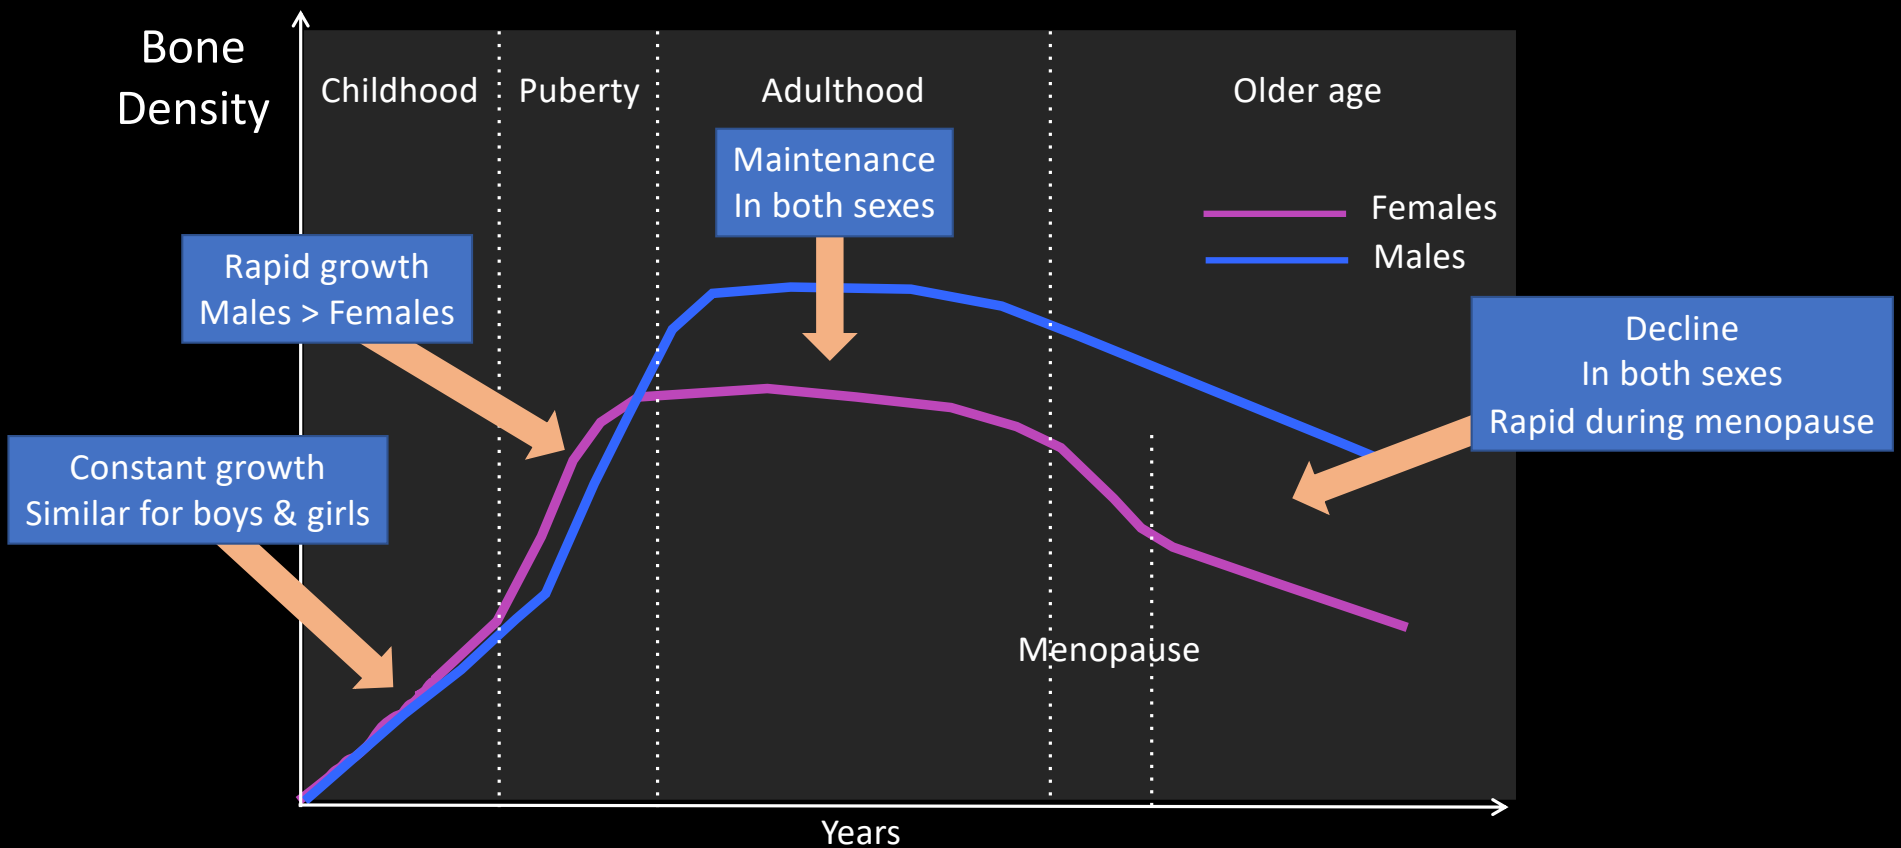 Bone
Density
Childhood
Puberty
Adulthood
Older age
Maintenance
In both sexes
Females
Males
Rapid growth
Males > Females
Decline
In both sexes
Rapid during menopause
Constant growth
Similar for boys & girls
Menopause
Years